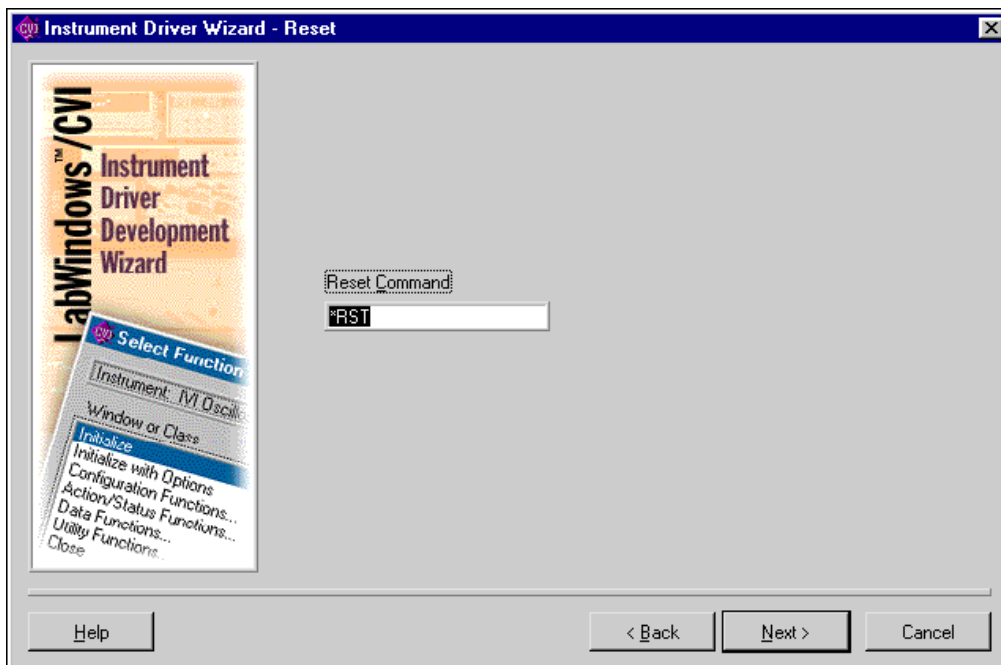 CVI Instrument Driver Wizard - Reset
LabWindows™/CVI
Instrument
Driver
Development
Wizard
Reset Command
*RST
CVI Select Function
Instrument: IVI Oscill
Window or Class
Initialize
Initialize with Options
Configuration Functions...
Action/Status Functions...
Data Functions...
Utility Functions...
Close
Help
< Back
Next >
Cancel